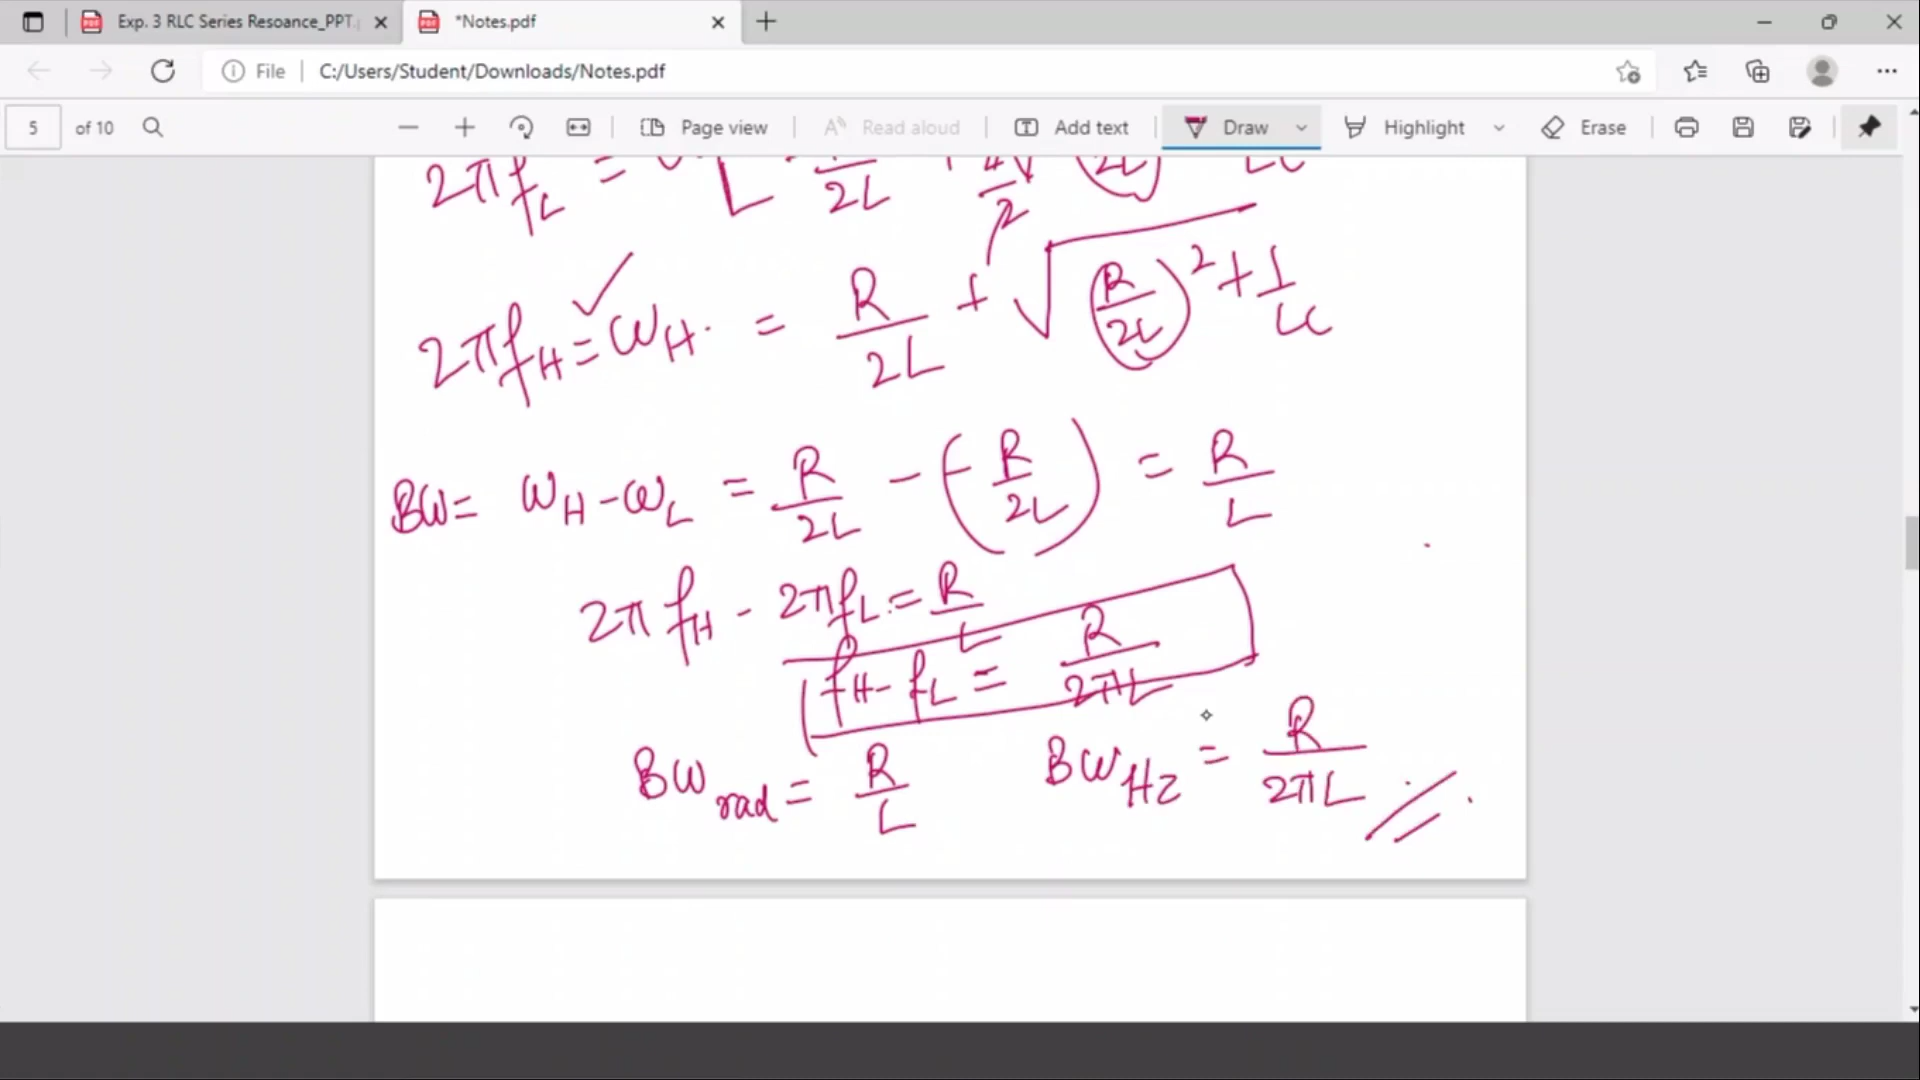 Exp. 3 RLC Series Resoance_PPT.
*Notes.pdf
File C:/Users/Student/Downloads/Notes.pdf
5 of 10 Page view Read aloud Add text Draw Highlight Erase
2πf_H = ω_H. = R/2L + √((R/2L)² + 1/LC)
BW = ω_H - ω_L = R/2L - (-R/2L) = R/L
2πf_H - 2πf_L = R/L
f_H - f_L = R/2πL
BW_rad = R/L BW_Hz = R/2πL